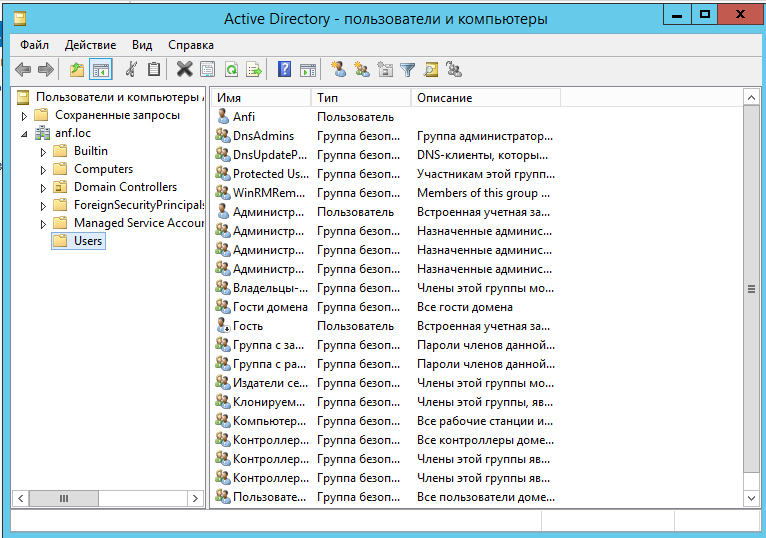 Active Directory - пользователи и компьютеры
Файл Действие Вид Справка
Пользователи и компьютеры
Сохраненные запросы
anf.loc
Builtin
Computers
Domain Controllers
ForeignSecurityPrincipals
Managed Service Accour
Users
Имя Тип Описание
Anfi Пользователь
DnsAdmins Группа безоп... Группа администратор...
DnsUpdateP... Группа безоп... DNS-клиенты, которы...
Protected Us... Группа безоп... Участникам этой групп...
WinRMRem... Группа безоп... Members of this group ...
Администр... Пользователь Встроенная учетная за...
Администр... Группа безоп... Назначенные админис...
Администр... Группа безоп... Назначенные админис...
Администр... Группа безоп... Назначенные админис...
Владельцы-... Группа безоп... Члены этой группы мо...
Гости домена Группа безоп... Все гости домена
Гость Пользователь Встроенная учетная за...
Группа с за... Группа безоп... Пароли членов данной...
Группа с ра... Группа безоп... Пароли членов данной...
Издатели се... Группа безоп... Члены этой группы мо...
Клонируем... Группа безоп... Члены этой группы, яв...
Компьютер... Группа безоп... Все рабочие станции и...
Контроллер... Группа безоп... Все контроллеры доме...
Контроллер... Группа безоп... Члены этой группы яв...
Контроллер... Группа безоп... Члены этой группы яв...
Пользовате... Группа безоп... Все пользователи доме...